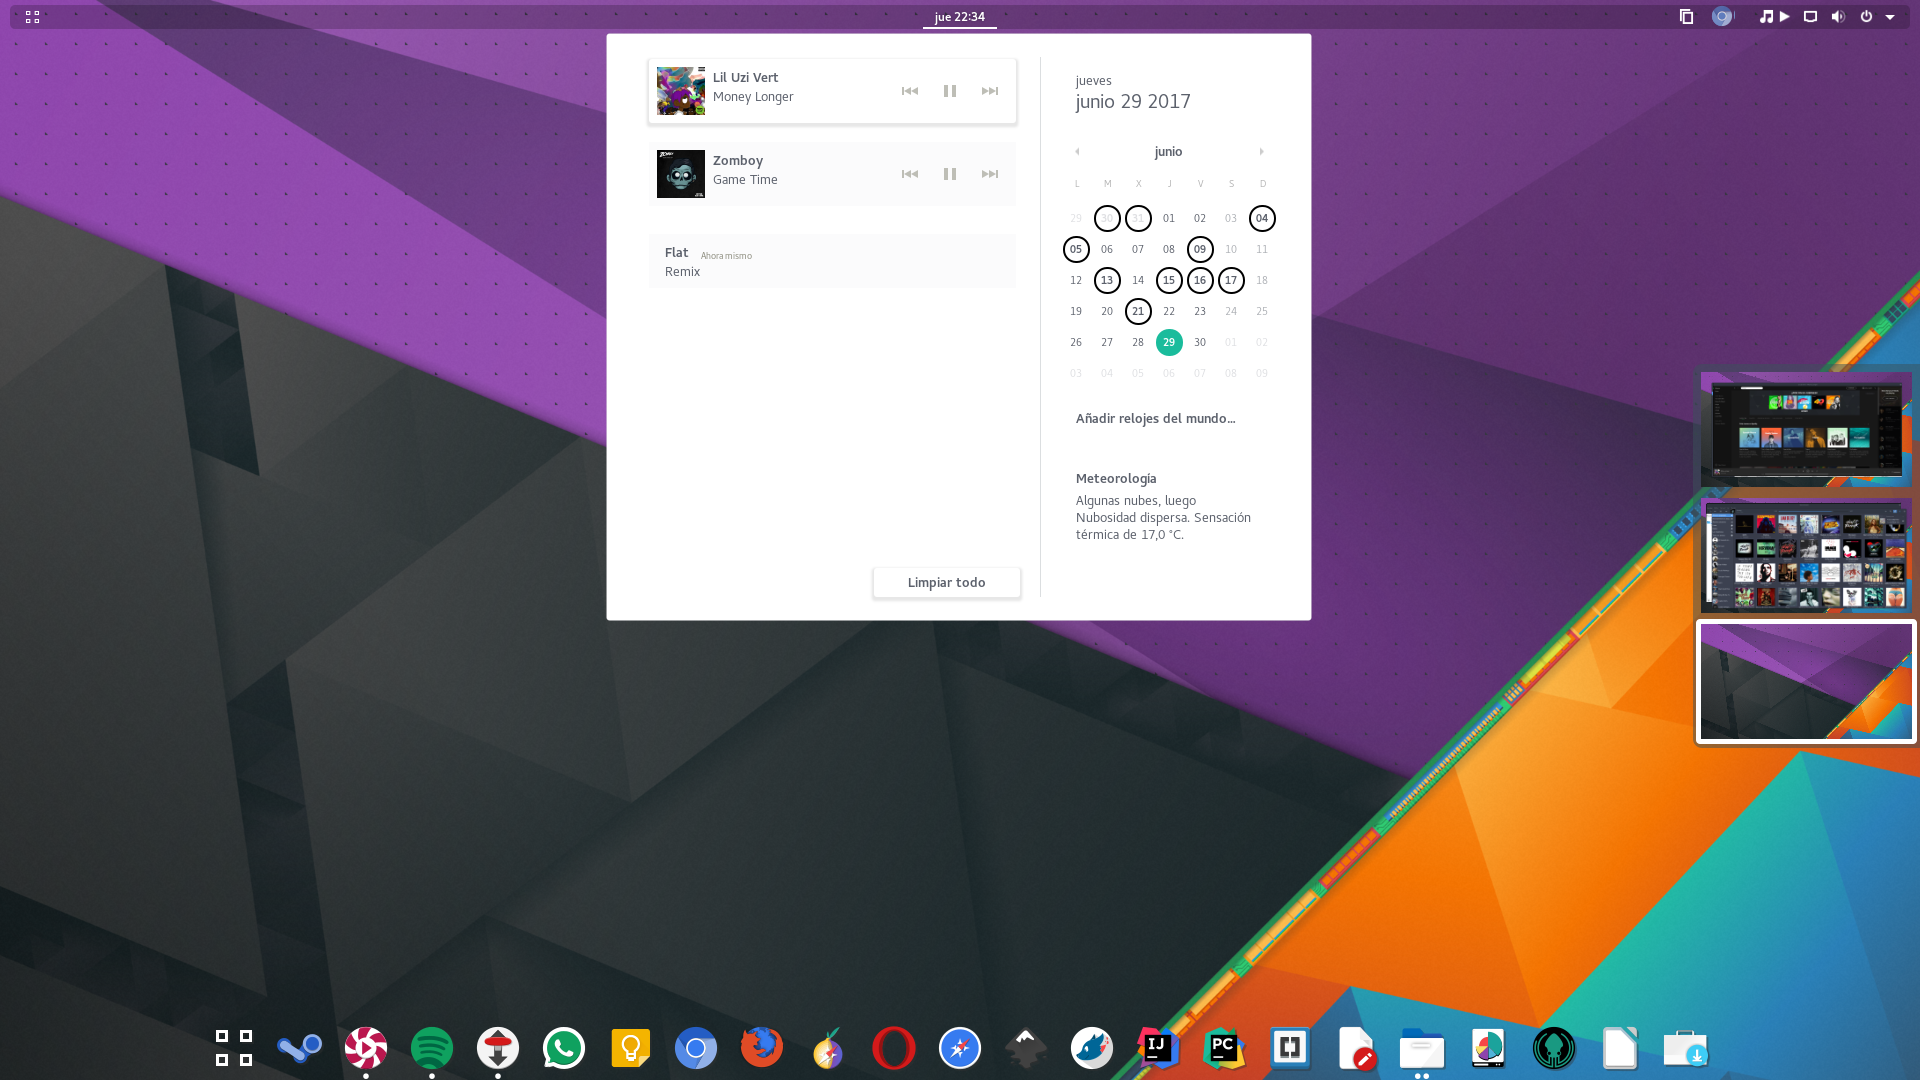 jue 22:34
Lil Uzi Vert
Money Longer
Zomboy
Game Time
Flat Ahora mismo
Remix
Limpiar todo
jueves
junio 29 2017
junio
L M X J V S D
29 30 31 01 02 03 04
05 06 07 08 09 10 11
12 13 14 15 16 17 18
19 20 21 22 23 24 25
26 27 28 29 30 01 02
03 04 05 06 07 08 09
Añadir relojes del mundo...
Meteorología
Algunas nubes, luego
Nubosidad dispersa. Sensación
térmica de 17,0 °C.
IJ
PC